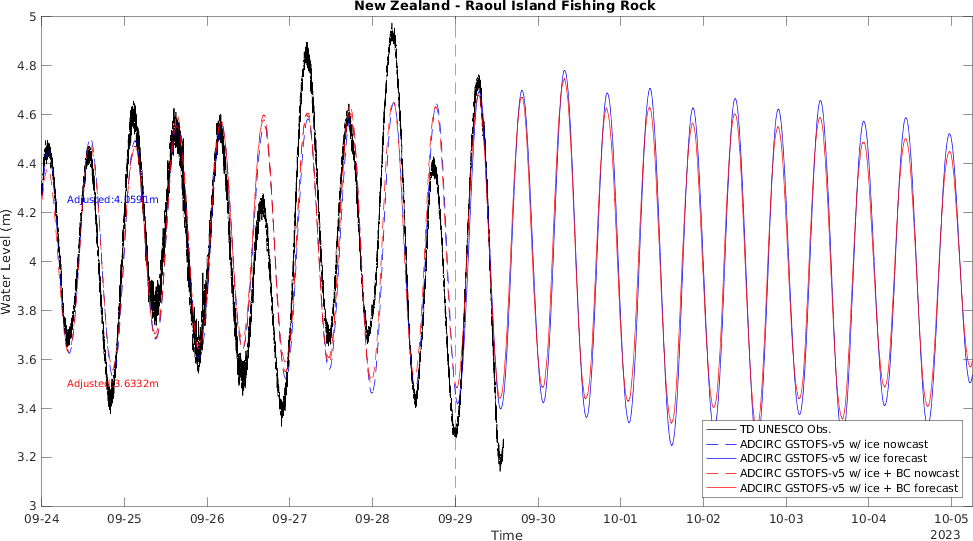 New Zealand - Raoul Island Fishing Rock
5
4.8
4.6
4.4
4.2
4
3.8
3.6
3.4
3.2
3
Water Level (m)
Adjusted:4.0591m
Adjusted:3.6332m
TD UNESCO Obs.
ADCIRC GSTOFS-v5 w/ ice nowcast
ADCIRC GSTOFS-v5 w/ ice forecast
ADCIRC GSTOFS-v5 w/ ice + BC nowcast
ADCIRC GSTOFS-v5 w/ ice + BC forecast
09-24 09-25 09-26 09-27 09-28 09-29 09-30 10-01 10-02 10-03 10-04 10-05
2023
Time